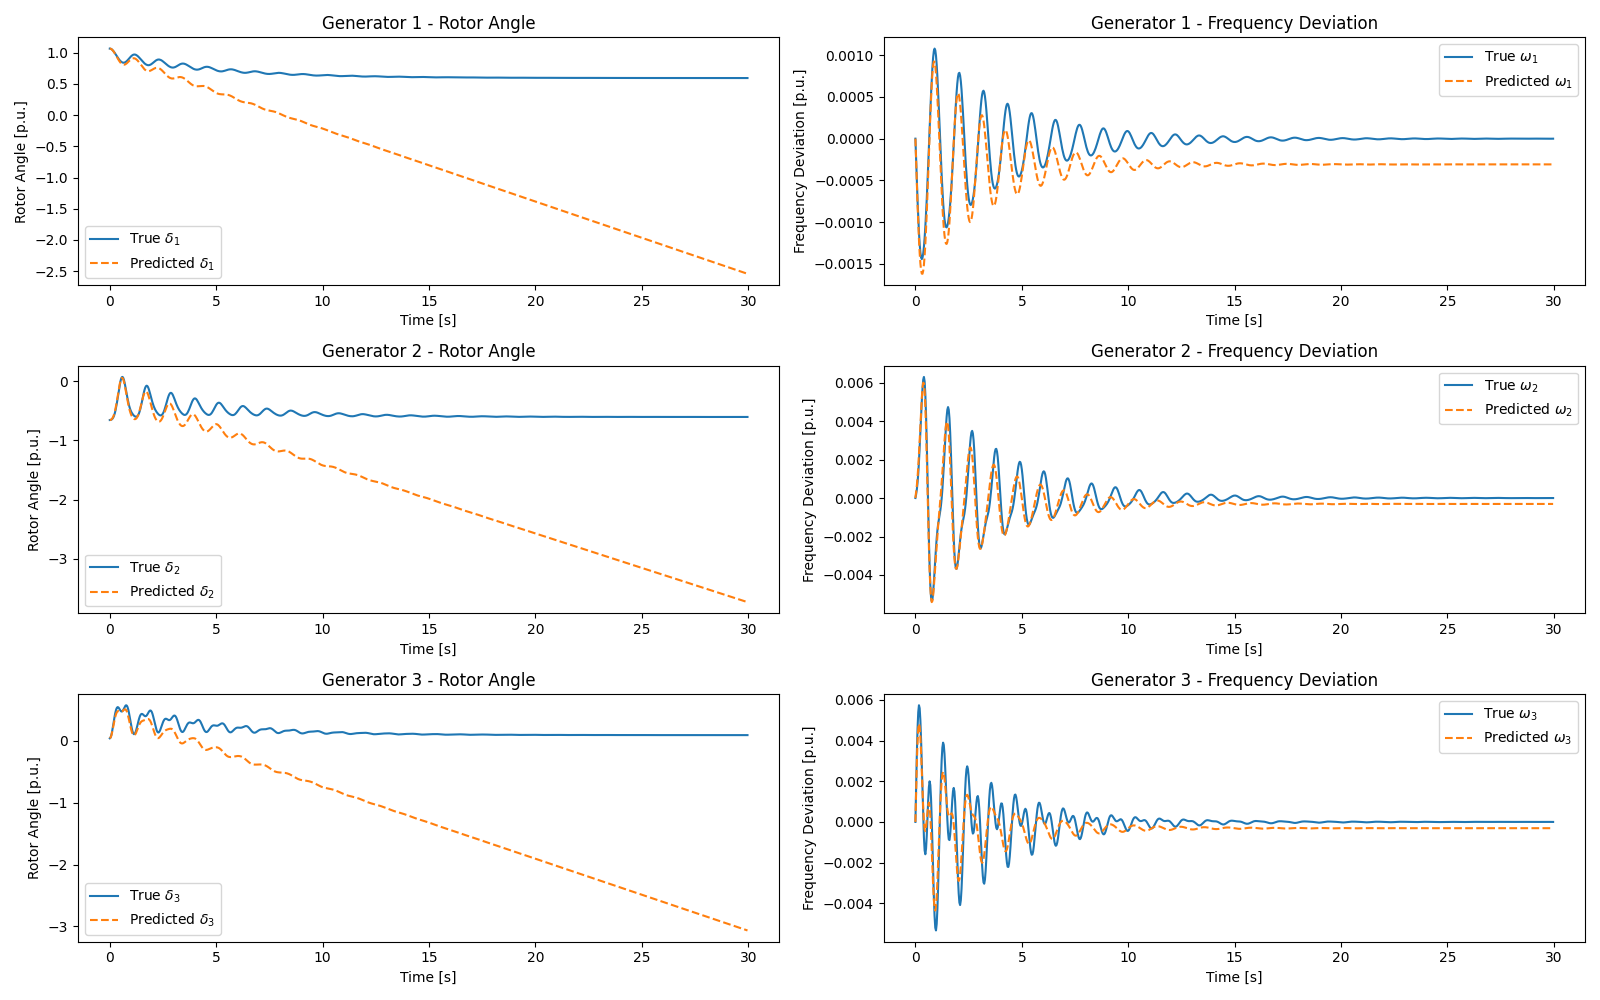 Generator 1 - Rotor Angle
Rotor Angle [p.u.]
1.0
0.5
0.0
−0.5
−1.0
−1.5
−2.0
−2.5
True δ1
Predicted δ1
0 5 10 15 20 25 30
Time [s]
Generator 1 - Frequency Deviation
Frequency Deviation [p.u.]
0.0010
0.0005
0.0000
−0.0005
−0.0010
−0.0015
True ω1
Predicted ω1
0 5 10 15 20 25 30
Time [s]
Generator 2 - Rotor Angle
Rotor Angle [p.u.]
0
−1
−2
−3
True δ2
Predicted δ2
0 5 10 15 20 25 30
Time [s]
Generator 2 - Frequency Deviation
Frequency Deviation [p.u.]
0.006
0.004
0.002
0.000
−0.002
−0.004
True ω2
Predicted ω2
0 5 10 15 20 25 30
Time [s]
Generator 3 - Rotor Angle
Rotor Angle [p.u.]
0
−1
−2
−3
True δ3
Predicted δ3
0 5 10 15 20 25 30
Time [s]
Generator 3 - Frequency Deviation
Frequency Deviation [p.u.]
0.006
0.004
0.002
0.000
−0.002
−0.004
True ω3
Predicted ω3
0 5 10 15 20 25 30
Time [s]